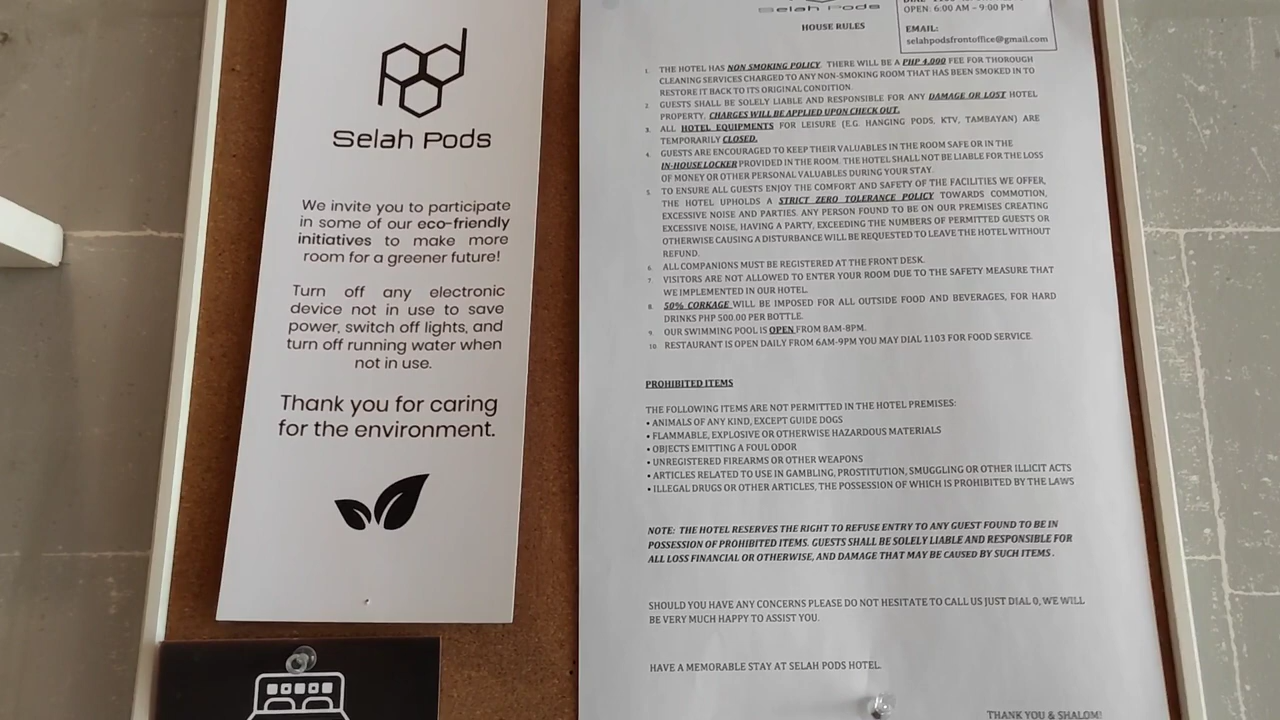 pd
Selah Pods
We invite you to participate
in some of our eco-friendly
initiatives to make more
room for a greener future!
Turn off any electronic
device not in use to save
power, switch off lights, and
turn off running water when
not in use.
Thank you for caring
for the environment.
Selah Pods
HOUSE RULES
OPEN: 6:00 AM – 9:00 PM
EMAIL:
selahpodsfrontoffice@gmail.com
1. THE HOTEL HAS NON SMOKING POLICY. THERE WILL BE A PHP 4,000 FEE FOR THOROUGH
CLEANING SERVICES CHARGED TO ANY NON-SMOKING ROOM THAT HAS BEEN SMOKED IN TO
RESTORE IT BACK TO ITS ORIGINAL CONDITION.
2. GUESTS SHALL BE SOLELY LIABLE AND RESPONSIBLE FOR ANY DAMAGE OR LOST HOTEL
PROPERTY. CHARGES WILL BE APPLIED UPON CHECK OUT.
3. ALL HOTEL EQUIPMENTS FOR LEISURE (E.G. HANGING PODS, KTV, TAMBAYAN) ARE
TEMPORARILY CLOSED.
4. GUESTS ARE ENCOURAGED TO KEEP THEIR VALUABLES IN THE ROOM SAFE OR IN THE
IN-HOUSE LOCKER PROVIDED IN THE ROOM. THE HOTEL SHALL NOT BE LIABLE FOR THE LOSS
OF MONEY OR OTHER PERSONAL VALUABLES DURING YOUR STAY.
5. TO ENSURE ALL GUESTS ENJOY THE COMFORT AND SAFETY OF THE FACILITIES WE OFFER,
THE HOTEL UPHOLDS A STRICT ZERO TOLERANCE POLICY TOWARDS COMMOTION,
EXCESSIVE NOISE AND PARTIES. ANY PERSON FOUND TO BE ON OUR PREMISES CREATING
EXCESSIVE NOISE, HAVING A PARTY, EXCEEDING THE NUMBERS OF PERMITTED GUESTS OR
OTHERWISE CAUSING A DISTURBANCE WILL BE REQUESTED TO LEAVE THE HOTEL WITHOUT
REFUND.
6. ALL COMPANIONS MUST BE REGISTERED AT THE FRONT DESK.
7. VISITORS ARE NOT ALLOWED TO ENTER YOUR ROOM DUE TO THE SAFETY MEASURE THAT
WE IMPLEMENTED IN OUR HOTEL.
8. 50% CORKAGE WILL BE IMPOSED FOR ALL OUTSIDE FOOD AND BEVERAGES, FOR HARD
DRINKS PHP 500.00 PER BOTTLE.
9. OUR SWIMMING POOL IS OPEN FROM 8AM-8PM.
10. RESTAURANT IS OPEN DAILY FROM 6AM-9PM YOU MAY DIAL 1103 FOR FOOD SERVICE.
PROHIBITED ITEMS
THE FOLLOWING ITEMS ARE NOT PERMITTED IN THE HOTEL PREMISES:
• ANIMALS OF ANY KIND, EXCEPT GUIDE DOGS
• FLAMMABLE, EXPLOSIVE OR OTHERWISE HAZARDOUS MATERIALS
• OBJECTS EMITTING A FOUL ODOR
• UNREGISTERED FIREARMS OR OTHER WEAPONS
• ARTICLES RELATED TO USE IN GAMBLING, PROSTITUTION, SMUGGLING OR OTHER ILLICIT ACTS
• ILLEGAL DRUGS OR OTHER ARTICLES, THE POSSESSION OF WHICH IS PROHIBITED BY THE LAWS
NOTE: THE HOTEL RESERVES THE RIGHT TO REFUSE ENTRY TO ANY GUEST FOUND TO BE IN
POSSESSION OF PROHIBITED ITEMS. GUESTS SHALL BE SOLELY LIABLE AND RESPONSIBLE FOR
ALL LOSS FINANCIAL OR OTHERWISE, AND DAMAGE THAT MAY BE CAUSED BY SUCH ITEMS.
SHOULD YOU HAVE ANY CONCERNS PLEASE DO NOT HESITATE TO CALL US JUST DIAL 0, WE WILL
BE VERY MUCH HAPPY TO ASSIST YOU.
HAVE A MEMORABLE STAY AT SELAH PODS HOTEL.
THANK YOU & SHALOM!